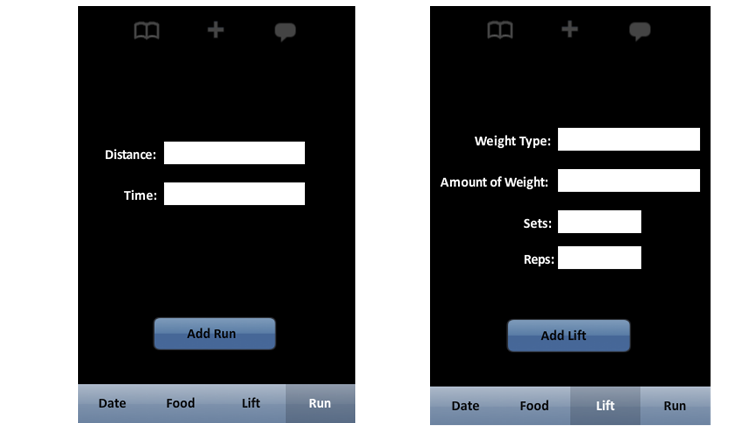 Distance:
Time:
Add Run
Date Food Lift Run
Weight Type:
Amount of Weight:
Sets:
Reps:
Add Lift
Date Food Lift Run